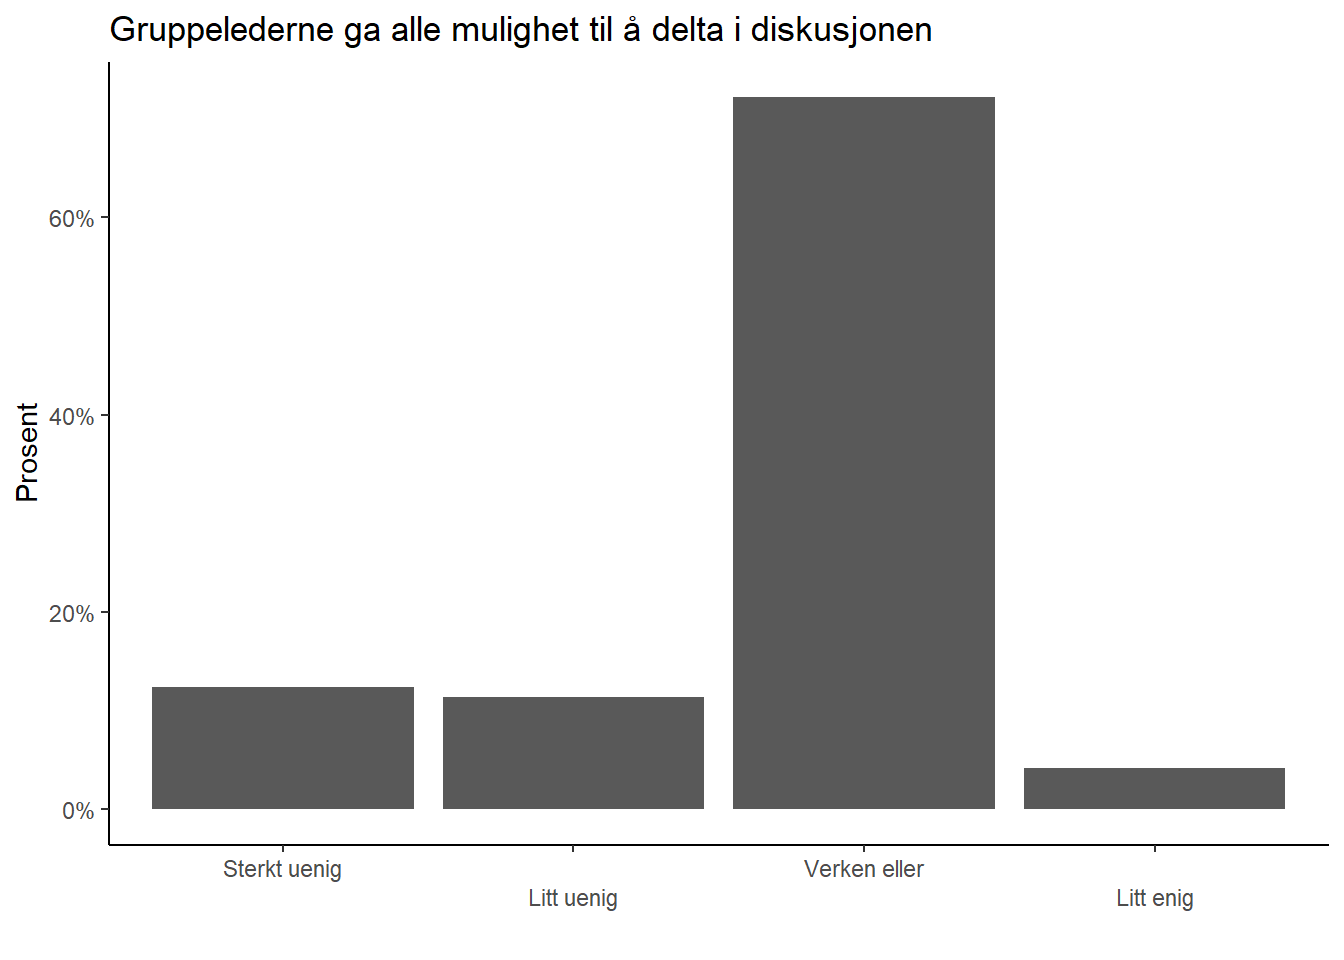 Gruppelederne ga alle mulighet til å delta i diskusjonen
Prosent
60%
40%
20%
0%
Sterkt uenig
Litt uenig
Verken eller
Litt enig